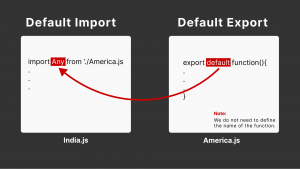 Default Import
Default Export
import Any from './America.js
.
.
.
India.js
export default function(){
.
.
.
}
Note:
We do not need to define
the name of the function.
America.js